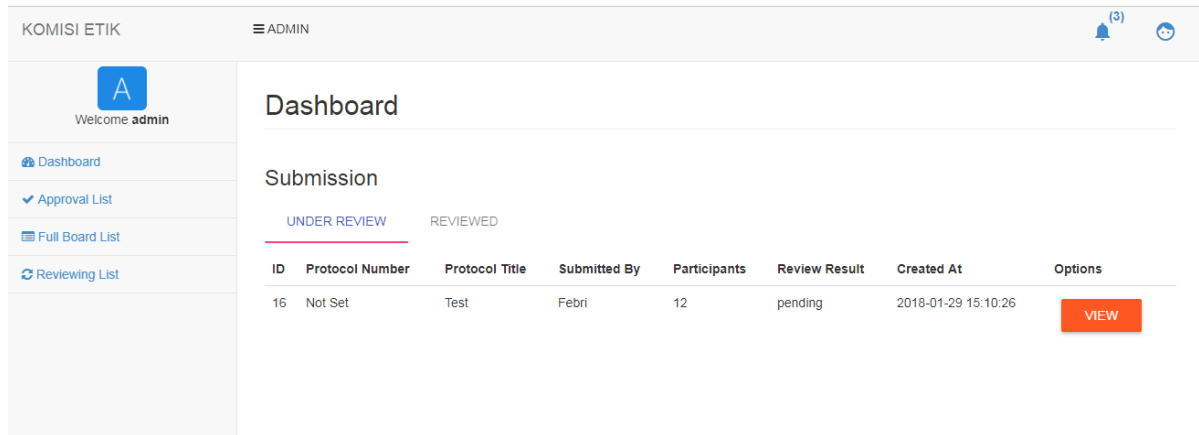 KOMISI ETIK
ADMIN
(3)
A
Welcome admin
Dashboard
Approval List
Full Board List
Reviewing List
Dashboard
Submission
UNDER REVIEW REVIEWED
ID Protocol Number Protocol Title Submitted By Participants Review Result Created At Options
16 Not Set Test Febri 12 pending 2018-01-29 15:10:26 VIEW